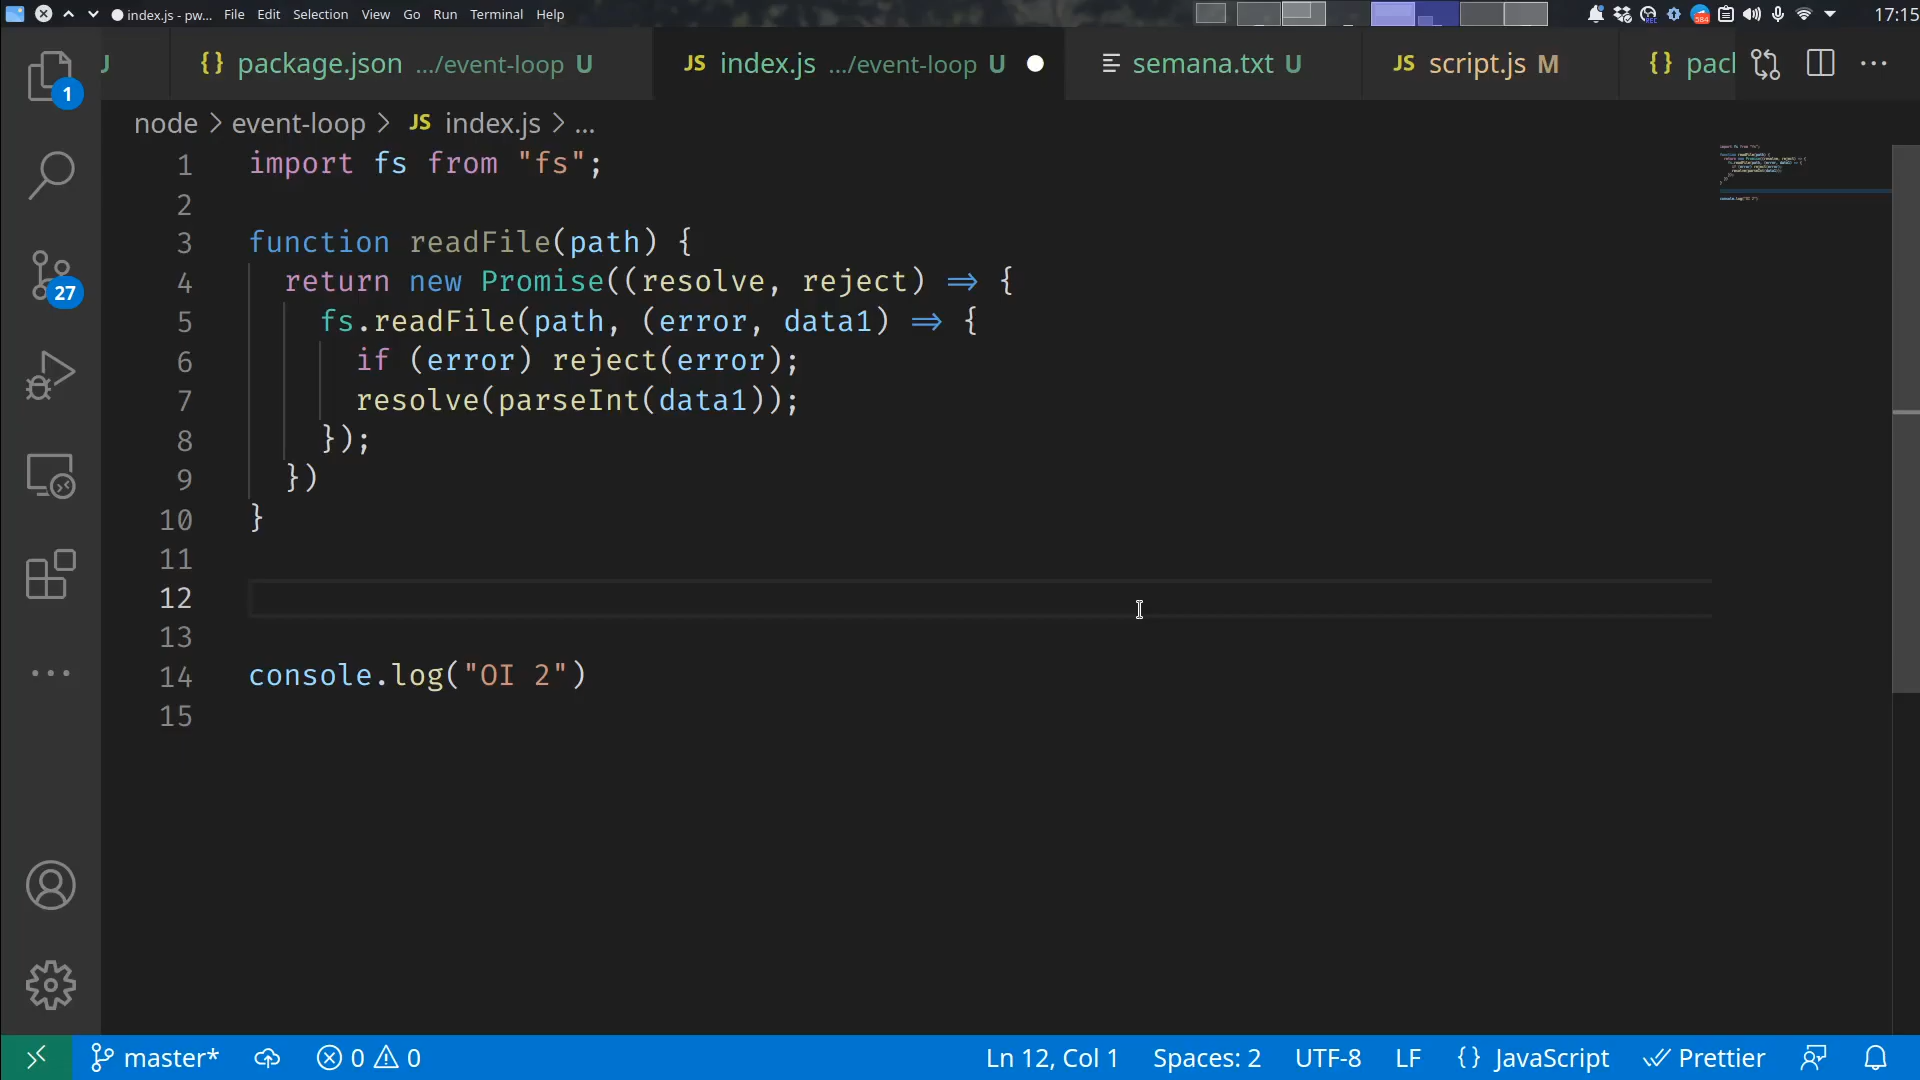 index.js - pw... File Edit Selection View Go Run Terminal Help 17:15
U {} package.json .../event-loop U JS index.js .../event-loop U semana.txt U JS script.js M {} pack
1
node > event-loop > JS index.js > ...
1 import fs from "fs";
2
3 function readFile(path) {
4 return new Promise((resolve, reject) => {
5 fs.readFile(path, (error, data1) => {
6 if (error) reject(error);
7 resolve(parseInt(data1));
8 });
9 })
10 }
11
12
13
14 console.log("OI 2")
15
27
master* 0 0 Ln 12, Col 1 Spaces: 2 UTF-8 LF {} JavaScript Prettier